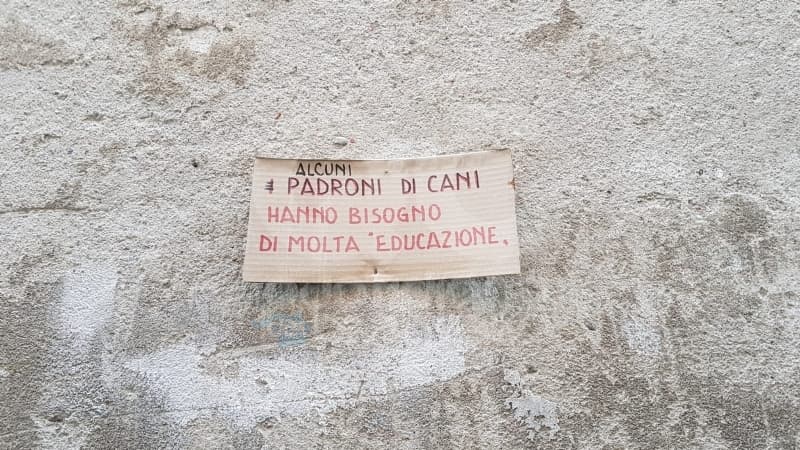 ALCUNI
PADRONI DI CANI
HANNO BISOGNO
DI MOLTA "EDUCAZIONE,